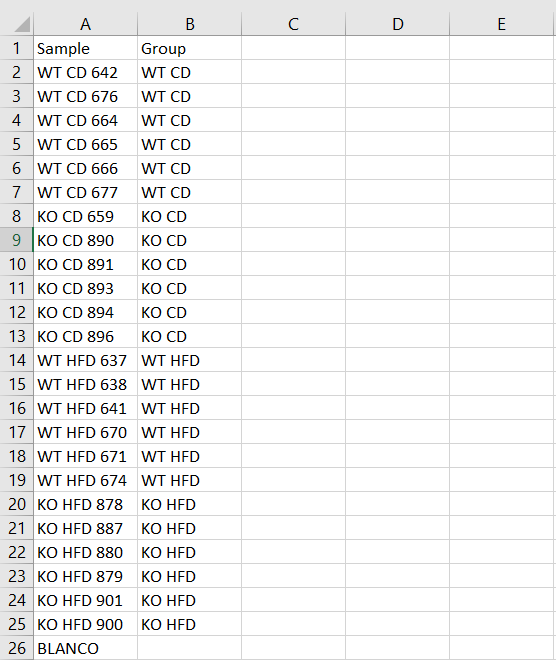 A B C D E
1 Sample Group
2 WT CD 642 WT CD
3 WT CD 676 WT CD
4 WT CD 664 WT CD
5 WT CD 665 WT CD
6 WT CD 666 WT CD
7 WT CD 677 WT CD
8 KO CD 659 KO CD
9 KO CD 890 KO CD
10 KO CD 891 KO CD
11 KO CD 893 KO CD
12 KO CD 894 KO CD
13 KO CD 896 KO CD
14 WT HFD 637 WT HFD
15 WT HFD 638 WT HFD
16 WT HFD 641 WT HFD
17 WT HFD 670 WT HFD
18 WT HFD 671 WT HFD
19 WT HFD 674 WT HFD
20 KO HFD 878 KO HFD
21 KO HFD 887 KO HFD
22 KO HFD 880 KO HFD
23 KO HFD 879 KO HFD
24 KO HFD 901 KO HFD
25 KO HFD 900 KO HFD
26 BLANCO